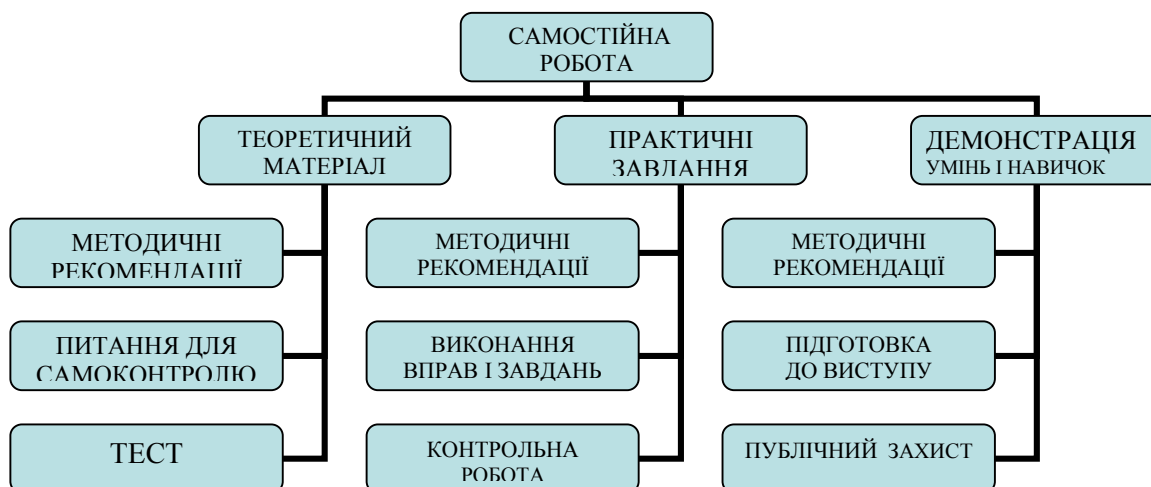 САМОСТІЙНА
РОБОТА
ТЕОРЕТИЧНИЙ
МАТЕРІАЛ
ПРАКТИЧНІ
ЗАВДАННЯ
ДЕМОНСТРАЦІЯ
УМІНЬ І НАВИЧОК
МЕТОДИЧНІ
РЕКОМЕНДАЦІЇ
МЕТОДИЧНІ
РЕКОМЕНДАЦІЇ
МЕТОДИЧНІ
РЕКОМЕНДАЦІЇ
ПИТАННЯ ДЛЯ
САМОКОНТРОЛЮ
ВИКОНАННЯ
ВПРАВ І ЗАВДАНЬ
ПІДГОТОВКА
ДО ВИСТУПУ
ТЕСТ
КОНТРОЛЬНА
РОБОТА
ПУБЛІЧНИЙ ЗАХИСТ